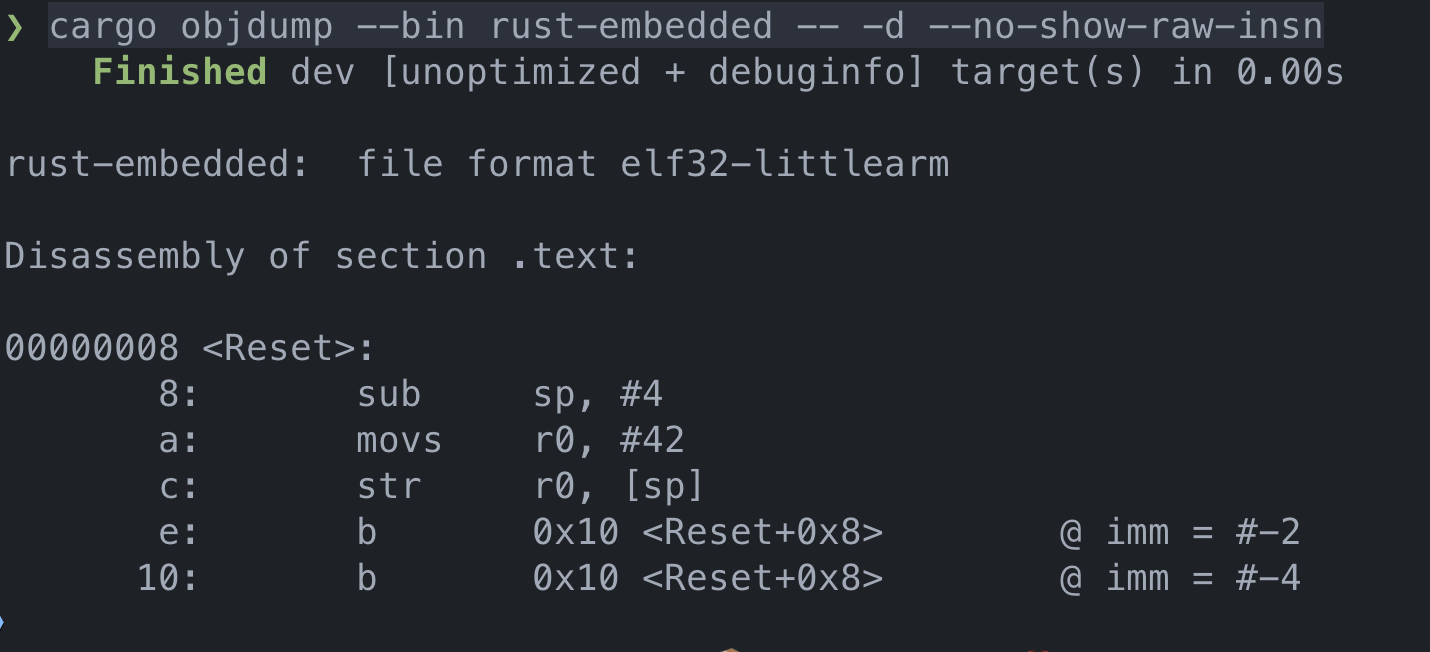 ❯ cargo objdump --bin rust-embedded -- -d --no-show-raw-insn
    Finished dev [unoptimized + debuginfo] target(s) in 0.00s
rust-embedded:  file format elf32-littlearm
Disassembly of section .text:
00000008 <Reset>:
       8:       sub     sp, #4
       a:       movs    r0, #42
       c:       str     r0, [sp]
       e:       b       0x10 <Reset+0x8>        @ imm = #-2
      10:       b       0x10 <Reset+0x8>        @ imm = #-4